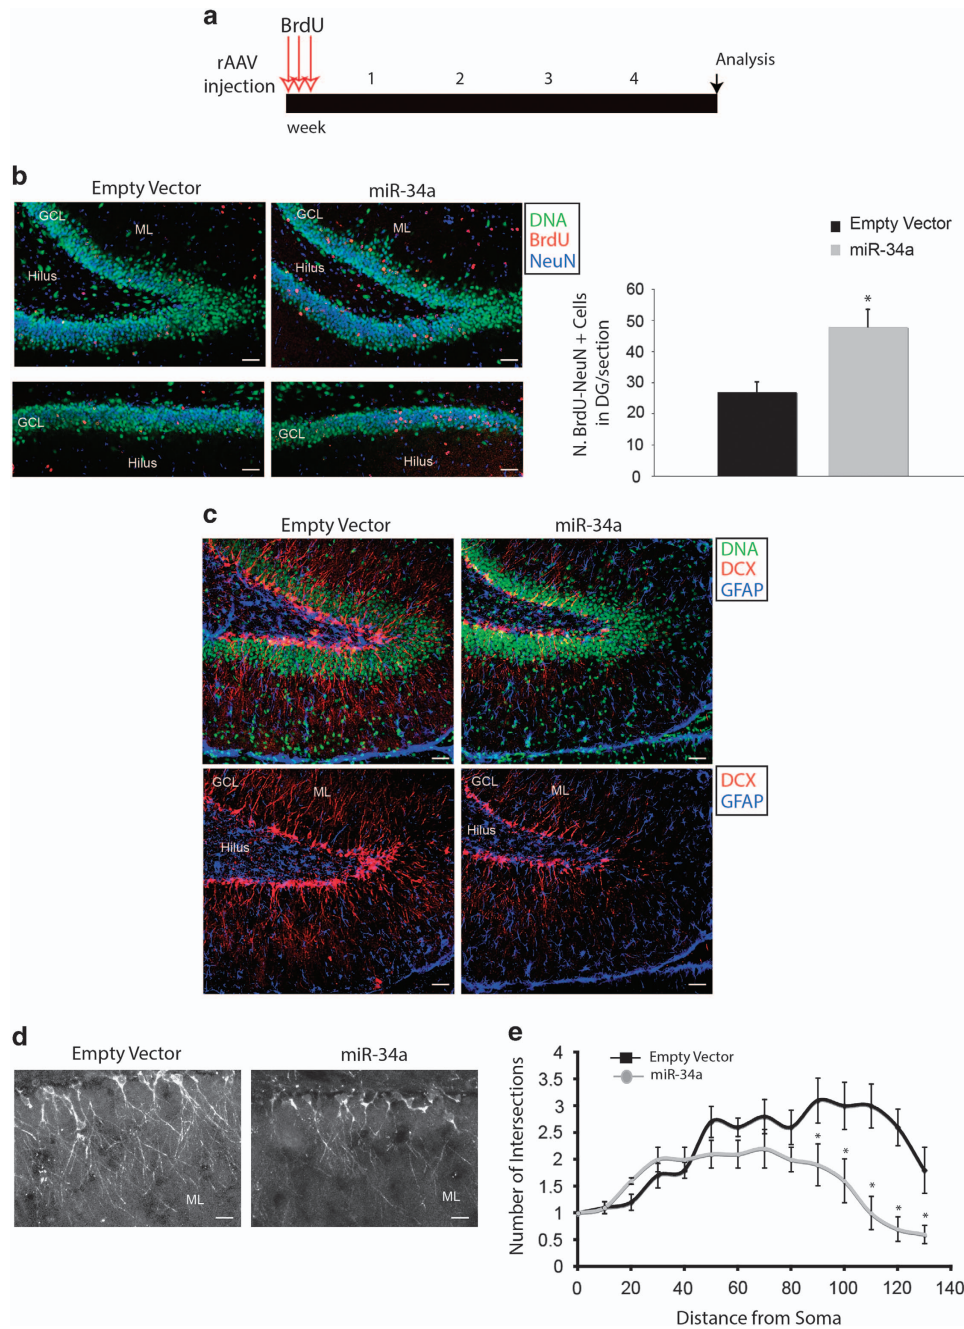 a
BrdU
rAAV
injection
1
2
3
4
Analysis
week
b
Empty Vector
miR-34a
GCL
ML
Hilus
GCL
ML
Hilus
DNA
BrdU
NeuN
GCL
Hilus
GCL
Hilus
Empty Vector
miR-34a
N. BrdU-NeuN + Cells
in DG/section
60
50
40
30
20
10
0
*
c
Empty Vector
miR-34a
DNA
DCX
GFAP
GCL
ML
Hilus
GCL
ML
Hilus
DCX
GFAP
d
Empty Vector
miR-34a
ML
ML
e
Empty Vector
miR-34a
Number of Intersections
4
3.5
3
2.5
2
1.5
1
0.5
0
* * * * *
0 20 40 60 80 100 120 140
Distance from Soma